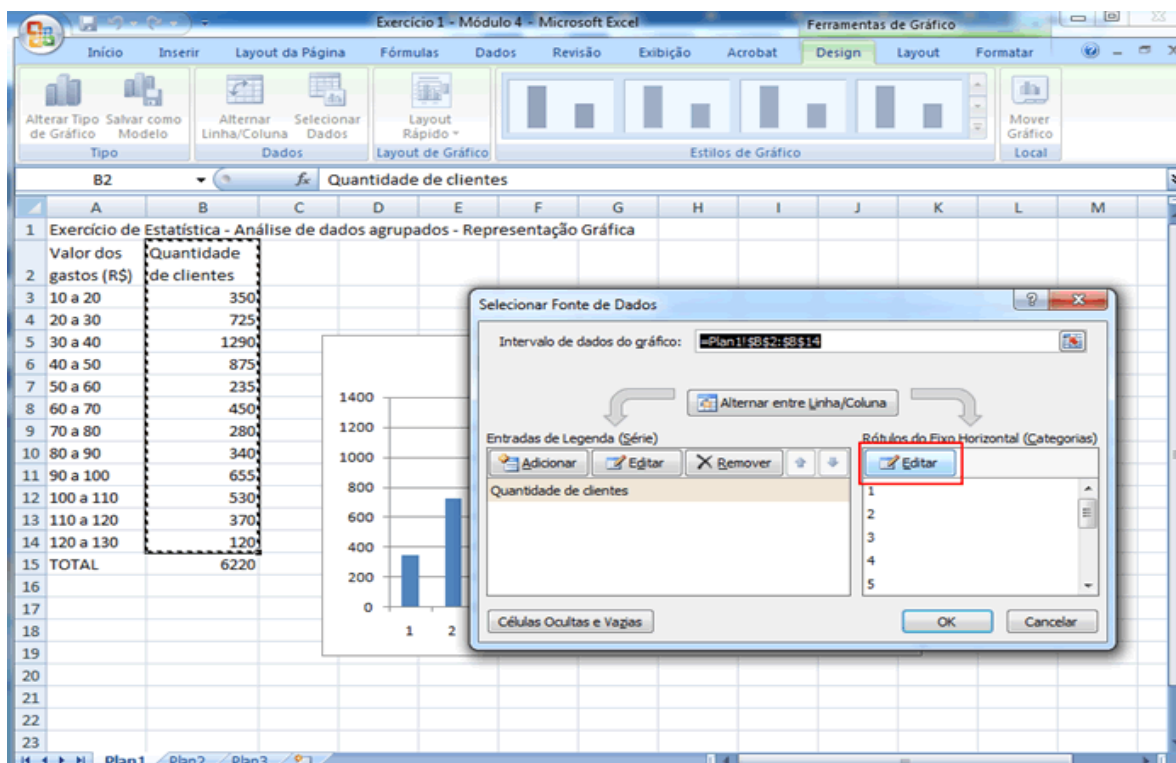 Exercício 1 - Módulo 4 - Microsoft Excel
Ferramentas de Gráfico
Início Inserir Layout da Página Fórmulas Dados Revisão Exibição Acrobat Design Layout Formatar
Alterar Tipo de Gráfico
Salvar como Modelo
Alternar Linha/Coluna
Selecionar Dados
Layout Rápido
Mover Gráfico
Tipo Dados Layout de Gráfico Estilos de Gráfico Local
B2 fx Quantidade de clientes
A B C D E F G H I J K L M
1 Exercício de Estatística - Análise de dados agrupados - Representação Gráfica
Valor dos Quantidade
2 gastos (R$) de clientes
3 10 a 20 350
4 20 a 30 725
5 30 a 40 1290
6 40 a 50 875
7 50 a 60 235
8 60 a 70 450
9 70 a 80 280
10 80 a 90 340
11 90 a 100 655
12 100 a 110 530
13 110 a 120 370
14 120 a 130 120
15 TOTAL 6220
16
17
18
19
20
21
22
23
1400
1200
1000
800
600
400
200
0
1 2
Selecionar Fonte de Dados
Intervalo de dados do gráfico: =Plan1!$B$2:$B$14
Alternar entre Linha/Coluna
Entradas de Legenda (Série)
Adicionar Editar Remover
Quantidade de clientes
Rótulos do Eixo Horizontal (Categorias)
Editar
1
2
3
4
5
Células Ocultas e Vazias OK Cancelar
Plan1 Plan2 Plan3